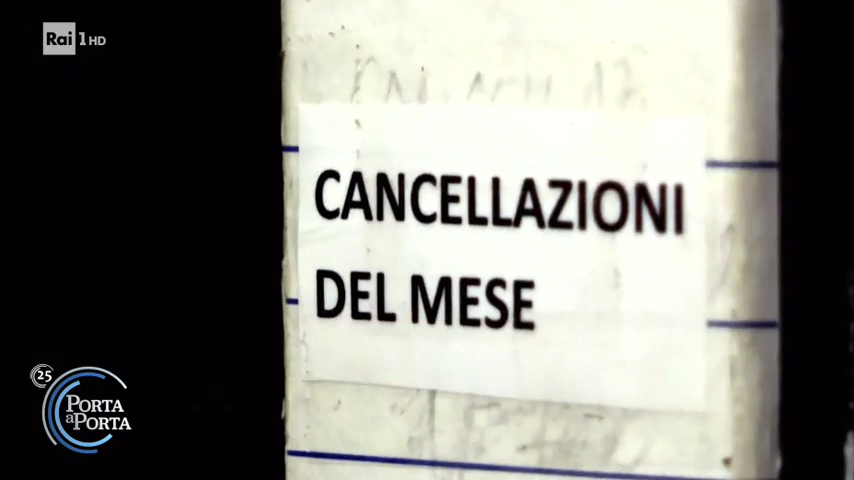 Rai 1 HD
CANCELLAZIONI
DEL MESE
25
PORTA
a PORTA